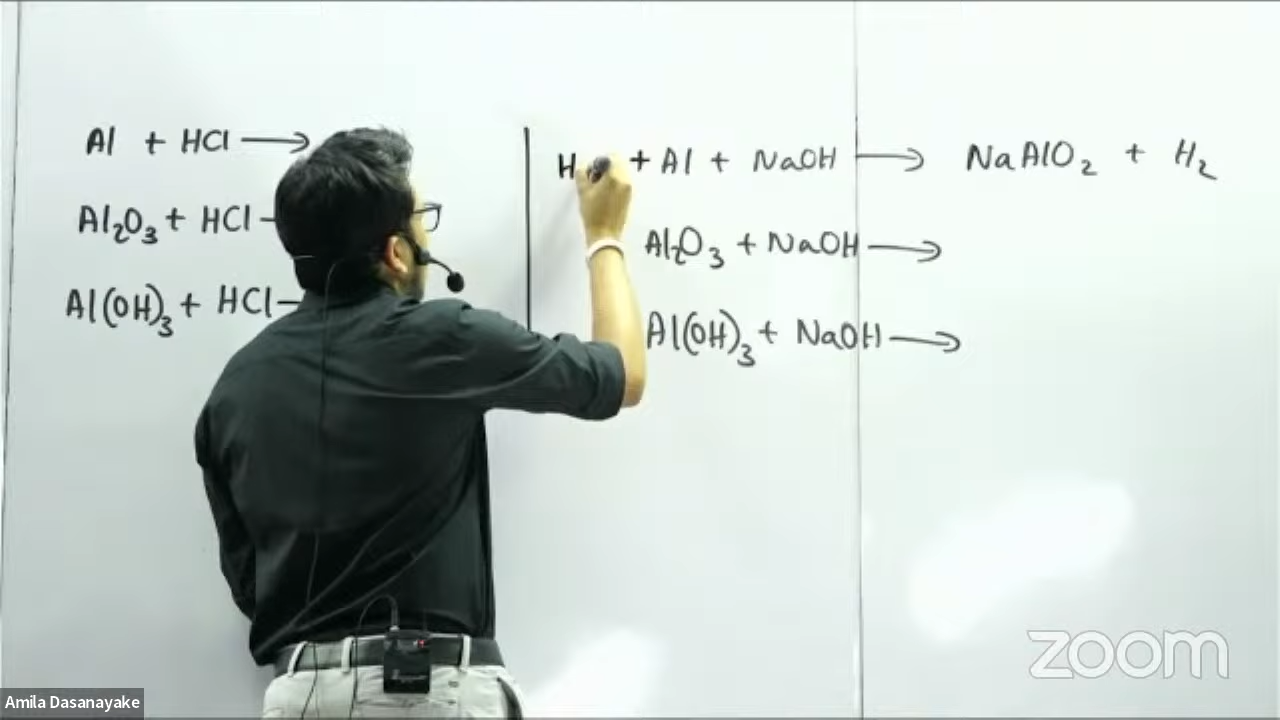 Al + HCl →
Al₂O₃ + HCl
Al(OH)₃ + HCl
H + Al + NaOH → NaAlO₂ + H₂
Al₂O₃ + NaOH →
Al(OH)₃ + NaOH →
zoom
Amila Dasanayake